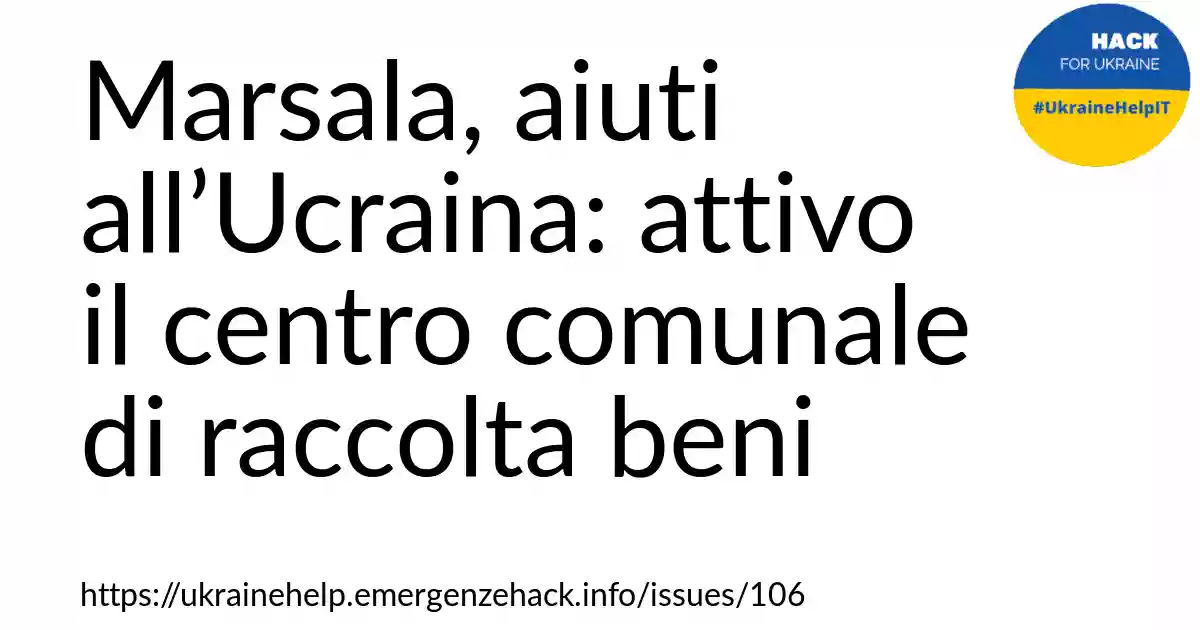 HACK
FOR UKRAINE
#UkraineHelpIT
Marsala, aiuti
all’Ucraina: attivo
il centro comunale
di raccolta beni
https://ukrainehelp.emergenzehack.info/issues/106